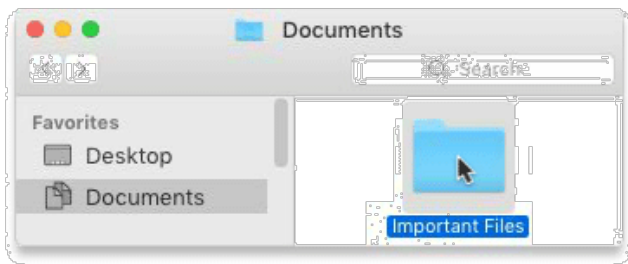 Documents
Search
Favorites
Desktop
Documents
Important Files